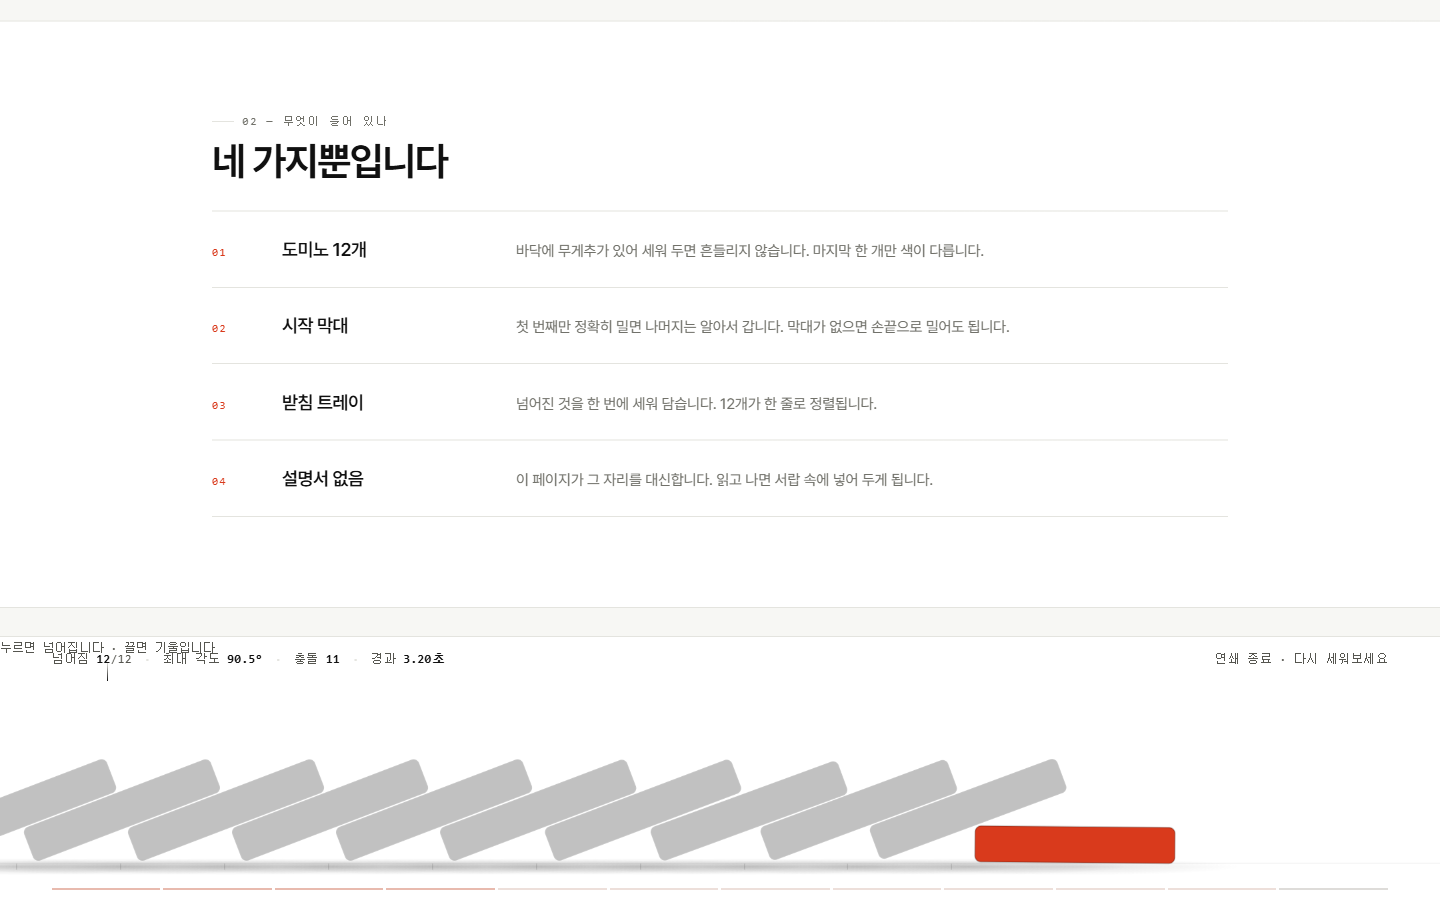 02 — 무엇이 들어 있나
네 가지뿐입니다
01 도미노 12개 바닥에 무게추가 있어 세워 두면 흔들리지 않습니다. 마지막 한 개만 색이 다릅니다.
02 시작 막대 첫 번째만 정확히 밀면 나머지는 알아서 갑니다. 막대가 없으면 손끝으로 밀어도 됩니다.
03 받침 트레이 넘어진 것을 한 번에 세워 담습니다. 12개가 한 줄로 정렬됩니다.
04 설명서 없음 이 페이지가 그 자리를 대신합니다. 읽고 나면 서랍 속에 넣어 두게 됩니다.
누르면 넘어집니다 · 끌면 기울입니다
넘어짐 12/12 · 최대 각도 90.5° · 충돌 11 · 경과 3.20초
연쇄 종료 · 다시 세워보세요